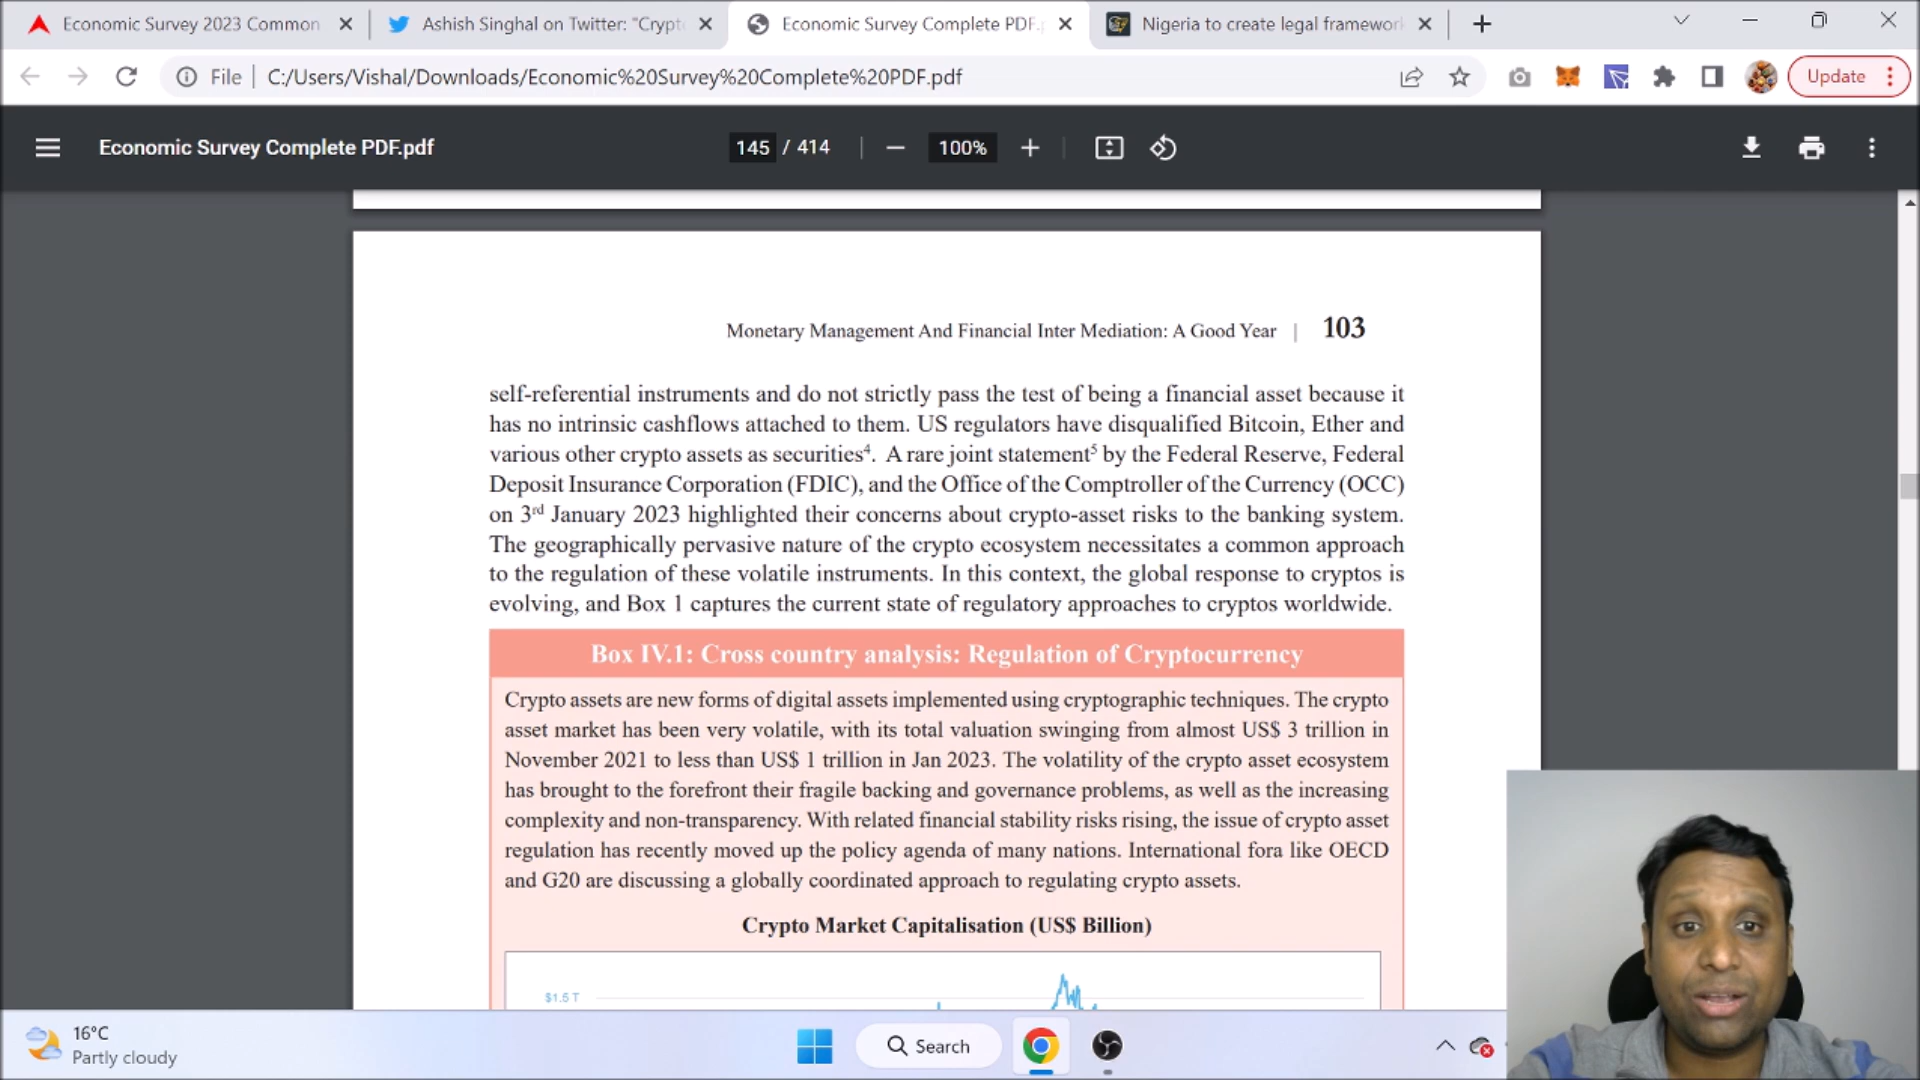 Economic Survey 2023 Common
Ashish Singhal on Twitter: "Crypt
Economic Survey Complete PDF.p
Nigeria to create legal framework
File
C:/Users/Vishal/Downloads/Economic%20Survey%20Complete%20PDF.pdf
Update
Economic Survey Complete PDF.pdf
145 / 414
100%
Monetary Management And Financial Inter Mediation: A Good Year | 103
self-referential instruments and do not strictly pass the test of being a financial asset because it
has no intrinsic cashflows attached to them. US regulators have disqualified Bitcoin, Ether and
various other crypto assets as securities⁴. A rare joint statement⁵ by the Federal Reserve, Federal
Deposit Insurance Corporation (FDIC), and the Office of the Comptroller of the Currency (OCC)
on 3rd January 2023 highlighted their concerns about crypto-asset risks to the banking system.
The geographically pervasive nature of the crypto ecosystem necessitates a common approach
to the regulation of these volatile instruments. In this context, the global response to cryptos is
evolving, and Box 1 captures the current state of regulatory approaches to cryptos worldwide.
Box IV.1: Cross country analysis: Regulation of Cryptocurrency
Crypto assets are new forms of digital assets implemented using cryptographic techniques. The crypto
asset market has been very volatile, with its total valuation swinging from almost US$ 3 trillion in
November 2021 to less than US$ 1 trillion in Jan 2023. The volatility of the crypto asset ecosystem
has brought to the forefront their fragile backing and governance problems, as well as the increasing
complexity and non-transparency. With related financial stability risks rising, the issue of crypto asset
regulation has recently moved up the policy agenda of many nations. International fora like OECD
and G20 are discussing a globally coordinated approach to regulating crypto assets.
Crypto Market Capitalisation (US$ Billion)
$1.5 T
16°C
Partly cloudy
Search